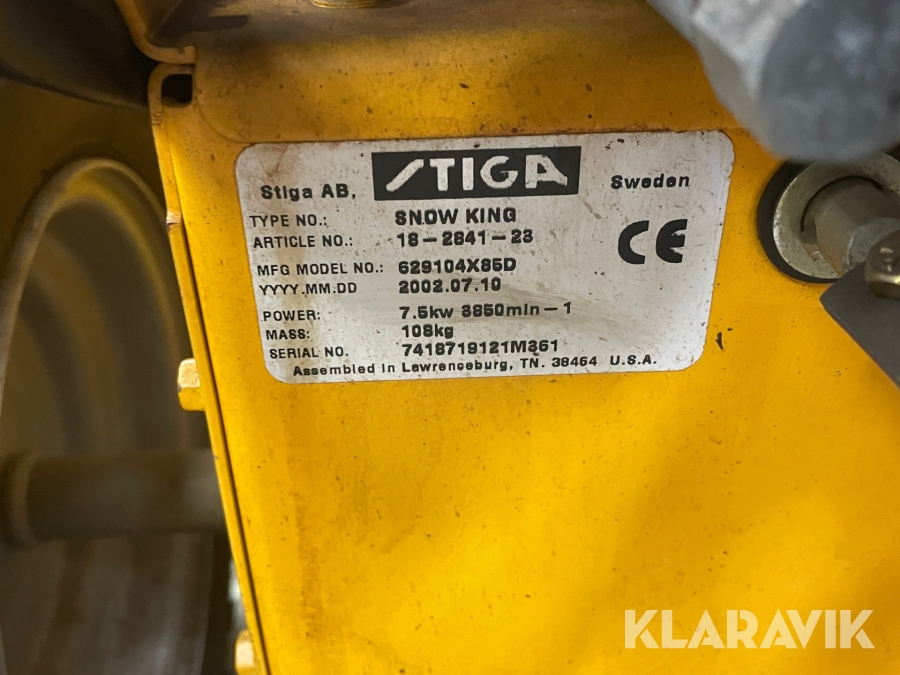 Stiga AB, STIGA Sweden
TYPE NO.: SNOW KING
ARTICLE NO.: 18-2841-23
MFG MODEL NO.: 629104X85D
YYYY.MM.DD 2002.07.10
POWER: 7.5kw 3850min-1
MASS: 108kg
SERIAL NO. 7418719121M361
Assembled in Lawrenceburg, TN. 38464 U.S.A.
CE
KLARAVIK